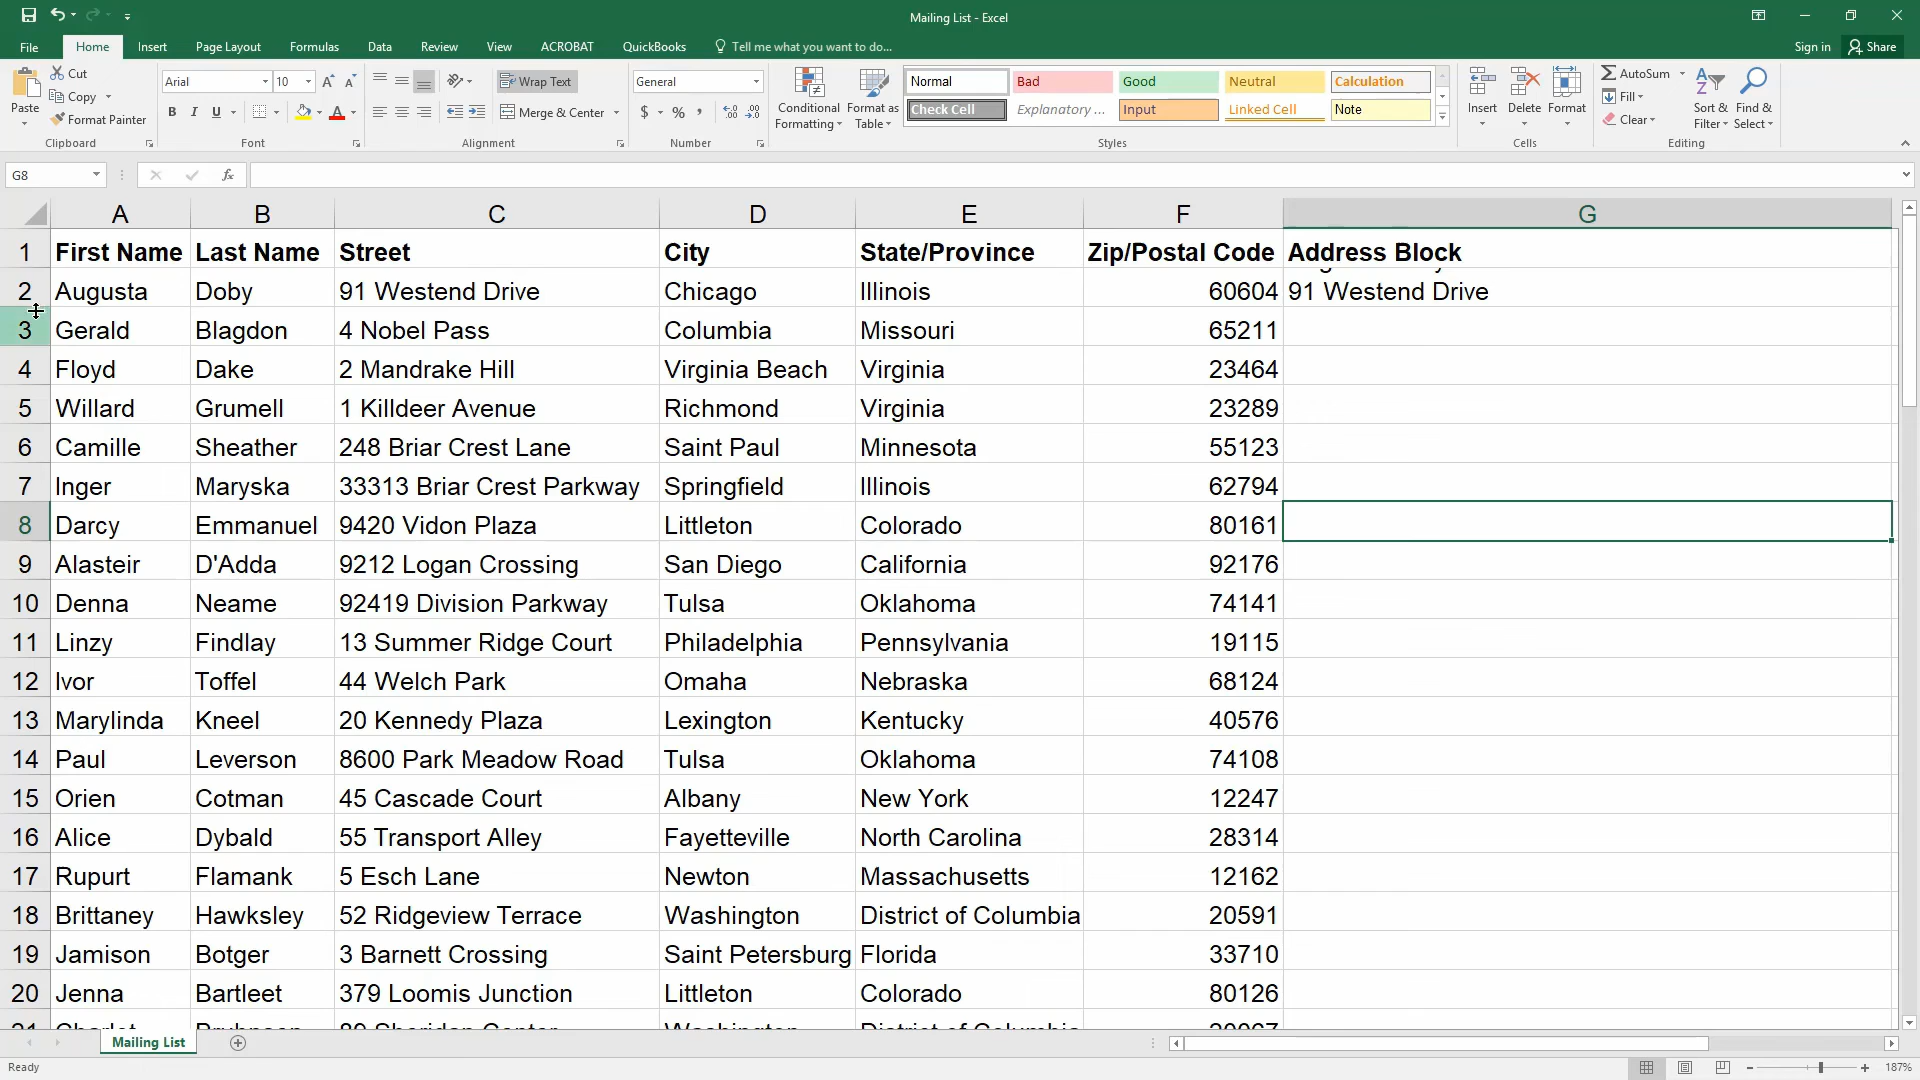 Mailing List - Excel
File Home Insert Page Layout Formulas Data Review View ACROBAT QuickBooks Tell me what you want to do... Sign in Share
Paste Cut Copy Format Painter
Clipboard
Arial 10 A A B I U A
Font
Wrap Text Merge & Center
Alignment
General $ % ,
Number
Conditional Formatting Format as Table
Normal Bad Good Neutral Calculation
Check Cell Explanatory ... Input Linked Cell Note
Styles
Insert Delete Format
Cells
AutoSum Fill Clear Sort & Filter Find & Select
Editing
G8 fx
A B C D E F G
1 First Name Last Name Street City State/Province Zip/Postal Code Address Block
2 Augusta Doby 91 Westend Drive Chicago Illinois 60604 91 Westend Drive
3 Gerald Blagdon 4 Nobel Pass Columbia Missouri 65211
4 Floyd Dake 2 Mandrake Hill Virginia Beach Virginia 23464
5 Willard Grumell 1 Killdeer Avenue Richmond Virginia 23289
6 Camille Sheather 248 Briar Crest Lane Saint Paul Minnesota 55123
7 Inger Maryska 33313 Briar Crest Parkway Springfield Illinois 62794
8 Darcy Emmanuel 9420 Vidon Plaza Littleton Colorado 80161
9 Alasteir D'Adda 9212 Logan Crossing San Diego California 92176
10 Denna Neame 92419 Division Parkway Tulsa Oklahoma 74141
11 Linzy Findlay 13 Summer Ridge Court Philadelphia Pennsylvania 19115
12 Ivor Toffel 44 Welch Park Omaha Nebraska 68124
13 Marylinda Kneel 20 Kennedy Plaza Lexington Kentucky 40576
14 Paul Leverson 8600 Park Meadow Road Tulsa Oklahoma 74108
15 Orien Cotman 45 Cascade Court Albany New York 12247
16 Alice Dybald 55 Transport Alley Fayetteville North Carolina 28314
17 Rupurt Flamank 5 Esch Lane Newton Massachusetts 12162
18 Brittaney Hawksley 52 Ridgeview Terrace Washington District of Columbia 20591
19 Jamison Botger 3 Barnett Crossing Saint Petersburg Florida 33710
20 Jenna Bartleet 379 Loomis Junction Littleton Colorado 80126
Mailing List
Ready 187%